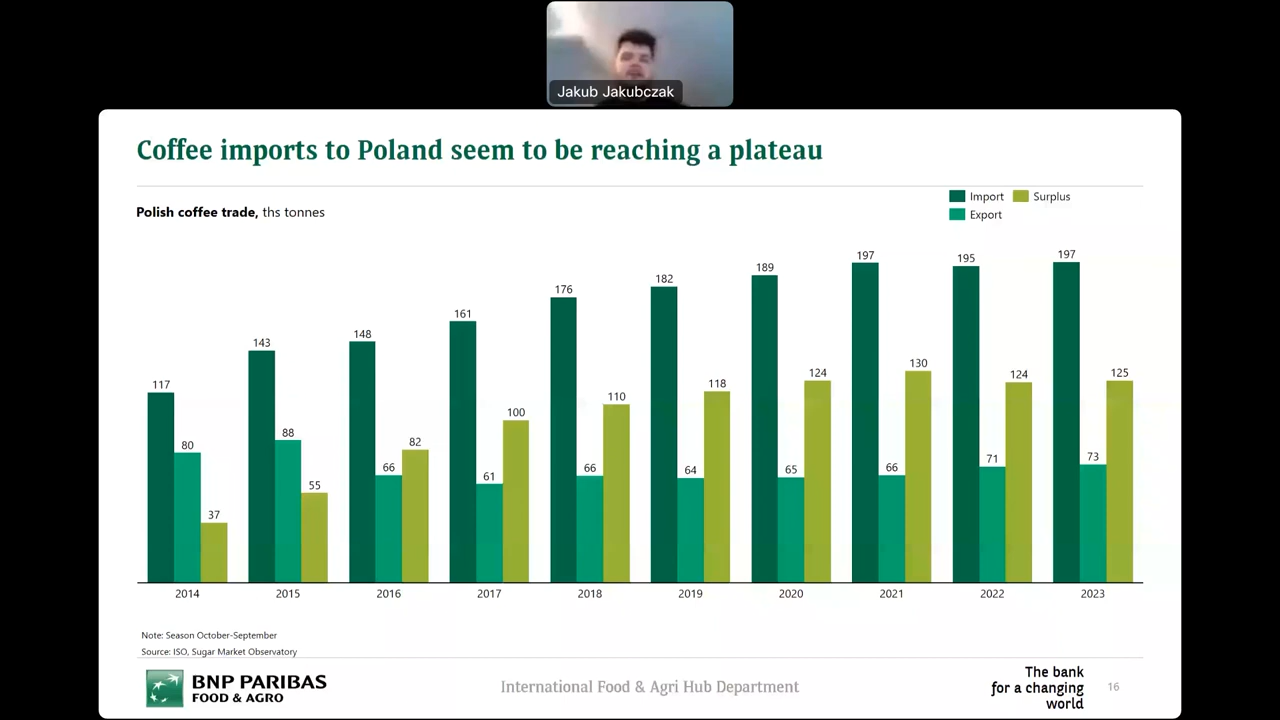 Jakub Jakubczak
Coffee imports to Poland seem to be reaching a plateau
Polish coffee trade, ths tonnes
Import Surplus
Export
117 80 37
143 88 55
148 66 82
161 61 100
176 66 110
182 64 118
189 65 124
197 66 130
195 71 124
197 73 125
2014 2015 2016 2017 2018 2019 2020 2021 2022 2023
Note: Season October-September
Source: ISO, Sugar Market Observatory
BNP PARIBAS
FOOD & AGRO
International Food & Agri Hub Department
The bank
for a changing
world
16